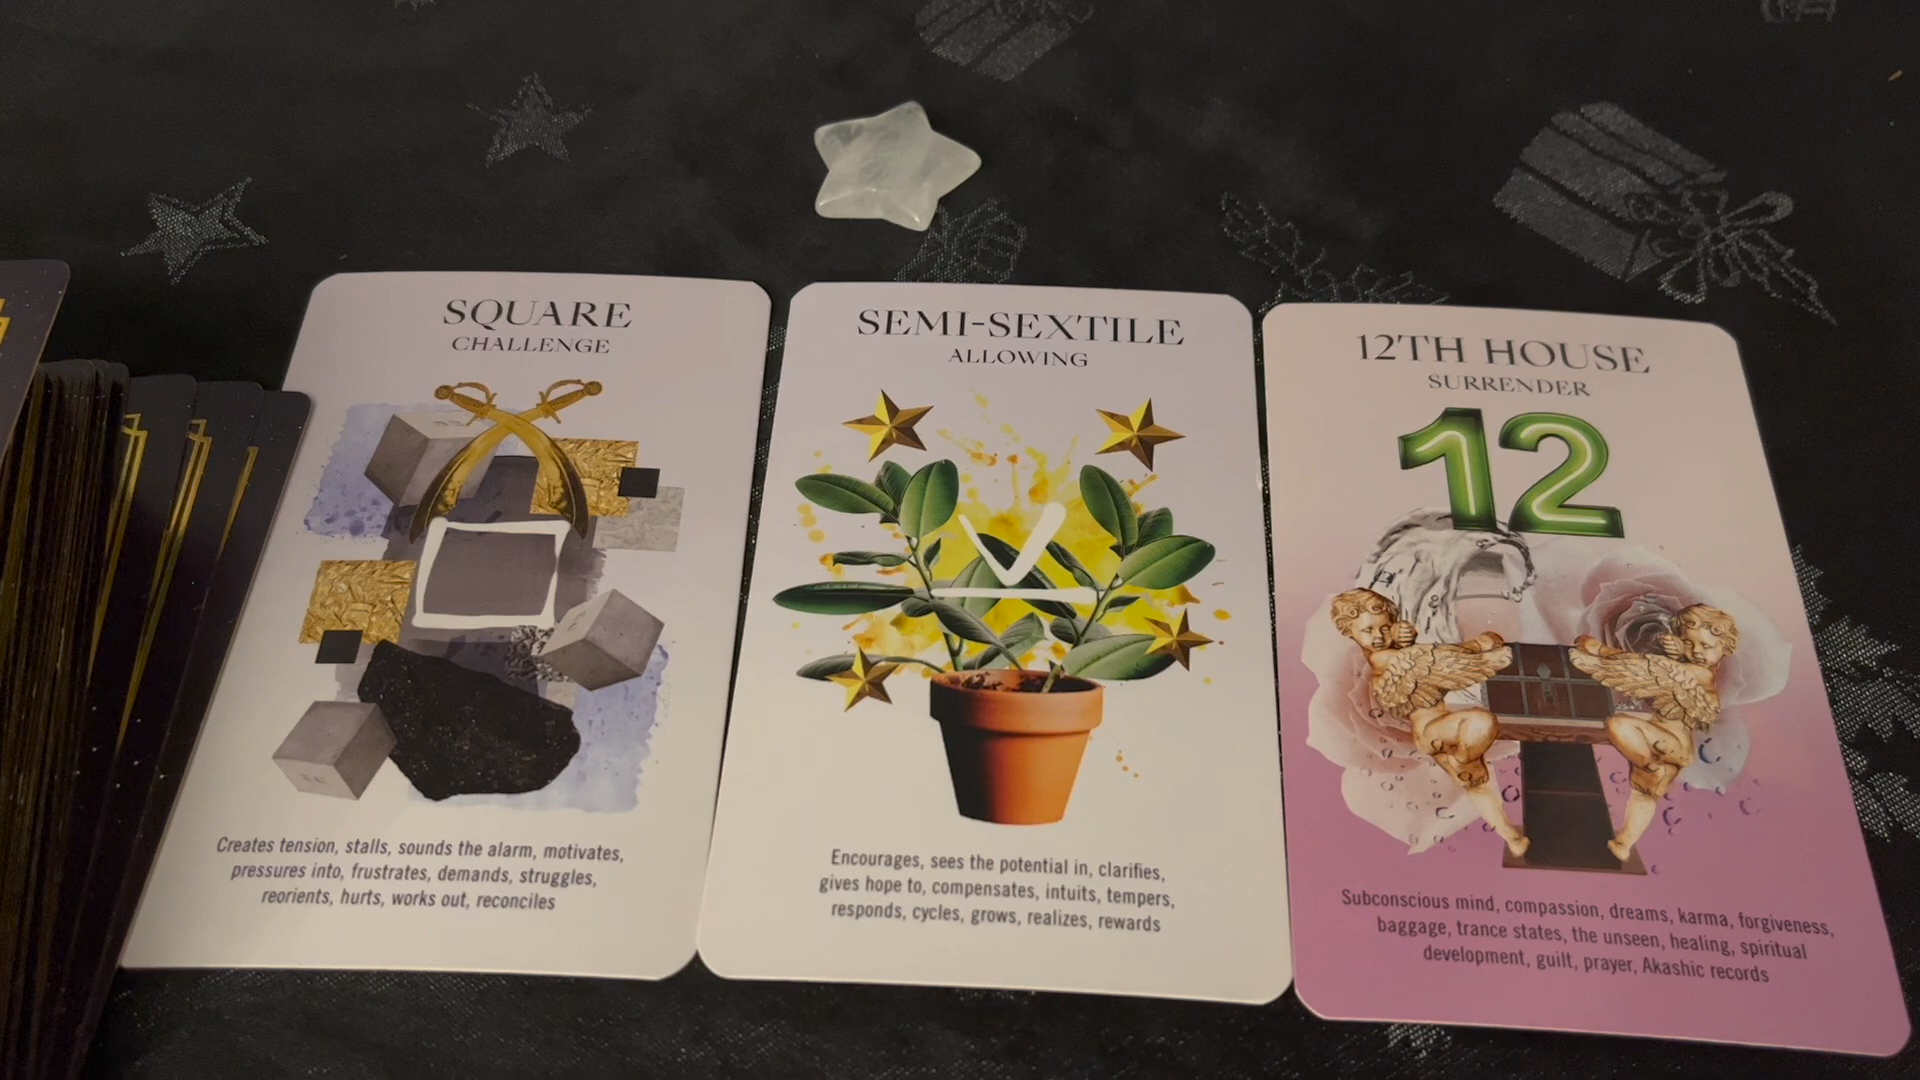 SQUARE
CHALLENGE
Creates tension, stalls, sounds the alarm, motivates,
pressures into, frustrates, demands, struggles,
reorients, hurts, works out, reconciles
SEMI-SEXTILE
ALLOWING
Encourages, sees the potential in, clarifies,
gives hope to, compensates, intuits, tempers,
responds, cycles, grows, realizes, rewards
12TH HOUSE
SURRENDER
12
Subconscious mind, compassion, dreams, karma, forgiveness,
baggage, trance states, the unseen, healing, spiritual
development, guilt, prayer, Akashic records